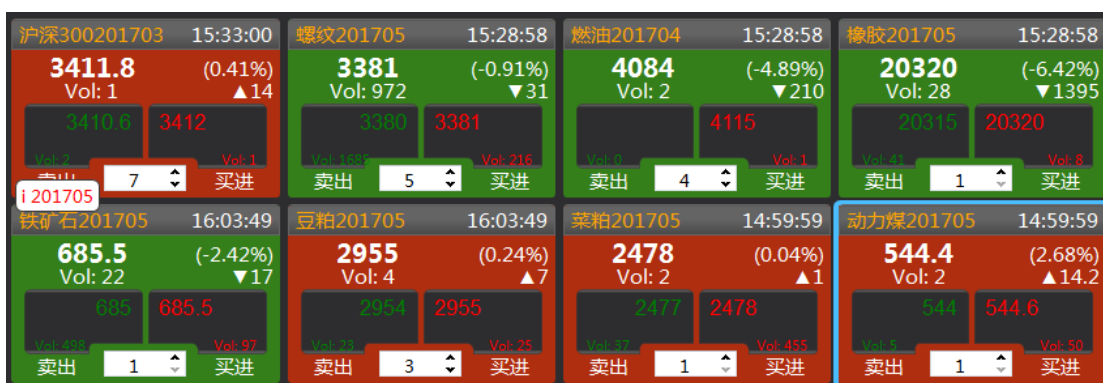 沪深300201703 15:33:00
3411.8 (0.41%)
Vol: 1 ▲14
3410.6 3412
Vol: 2 Vol: 1
卖出 7 买进
i 201705
螺纹201705 15:28:58
3381 (-0.91%)
Vol: 972 ▼31
3380 3381
Vol: 1685 Vol: 216
卖出 5 买进
燃油201704 15:28:58
4084 (-4.89%)
Vol: 2 ▼210
4115
Vol: 0 Vol: 1
卖出 4 买进
橡胶201705 15:28:58
20320 (-6.42%)
Vol: 28 ▼1395
20315 20320
Vol: 41 Vol: 8
卖出 1 买进
铁矿石201705 16:03:49
685.5 (-2.42%)
Vol: 22 ▼17
685 685.5
Vol: 498 Vol: 97
卖出 1 买进
豆粕201705 16:03:49
2955 (0.24%)
Vol: 4 ▲7
2954 2955
Vol: 23 Vol: 25
卖出 3 买进
菜粕201705 14:59:59
2478 (0.04%)
Vol: 2 ▲1
2477 2478
Vol: 37 Vol: 455
卖出 1 买进
动力煤201705 14:59:59
544.4 (2.68%)
Vol: 2 ▲14.2
544 544.6
Vol: 5 Vol: 50
卖出 1 买进